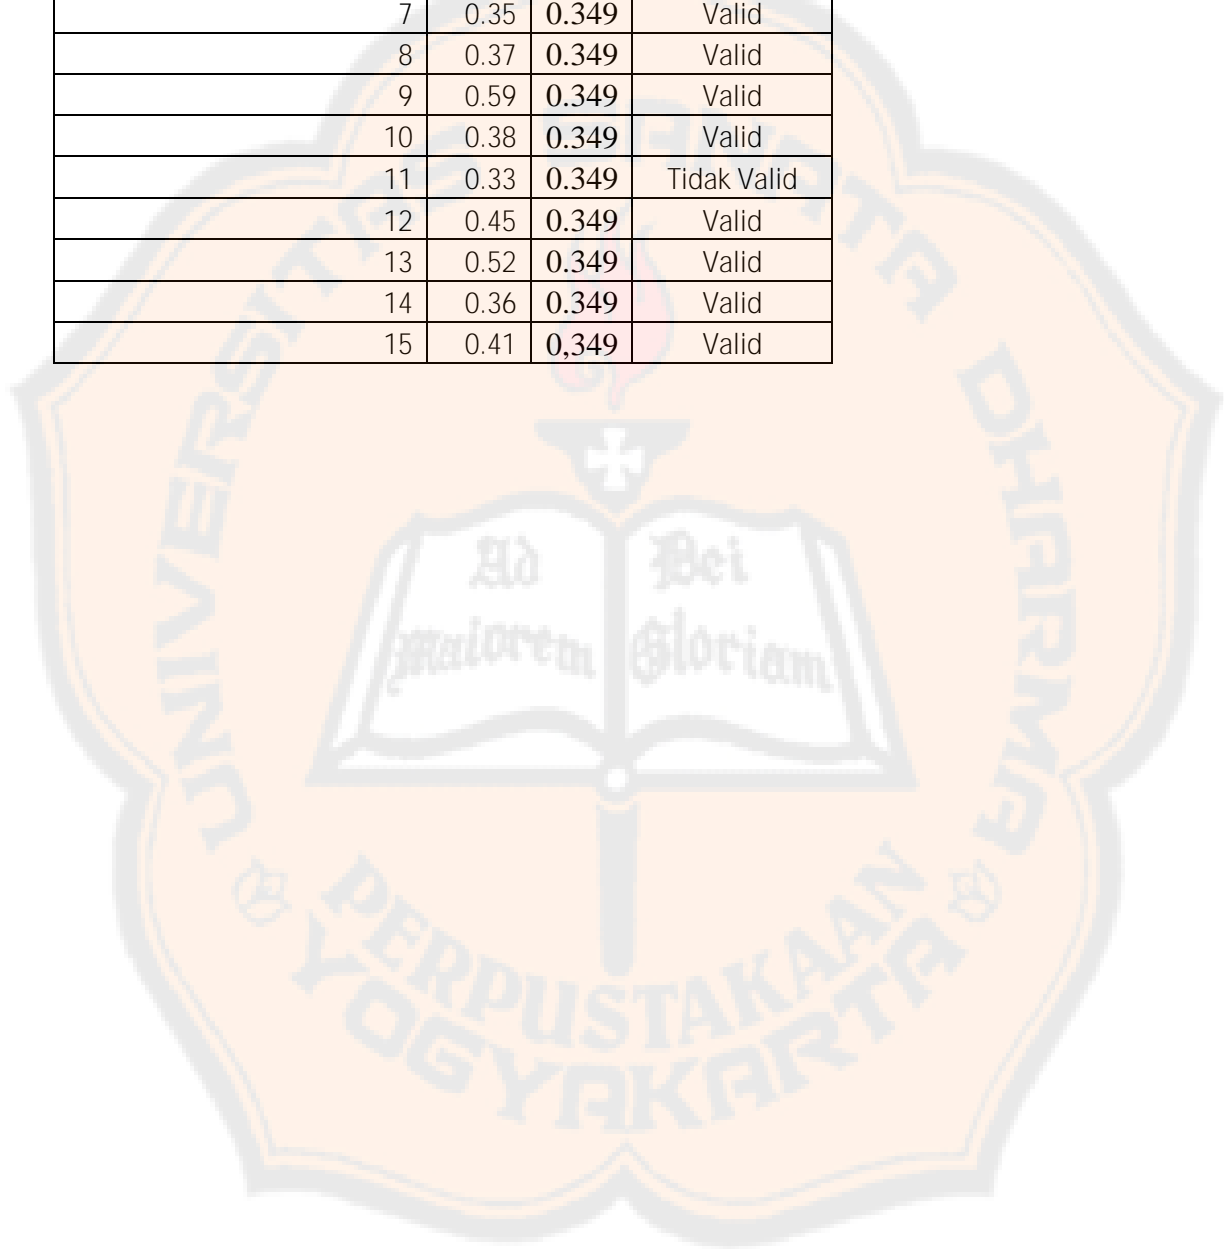 7 0.35 0.349 Valid
8 0.37 0.349 Valid
9 0.59 0.349 Valid
10 0.38 0.349 Valid
11 0.33 0.349 Tidak Valid
12 0.45 0.349 Valid
13 0.52 0.349 Valid
14 0.36 0.349 Valid
15 0.41 0,349 Valid
UNIVERSITAS SANATA DHARMA
Ad Dei
maiorem Gloriam
PERPUSTAKAAN
YOGYAKARTA